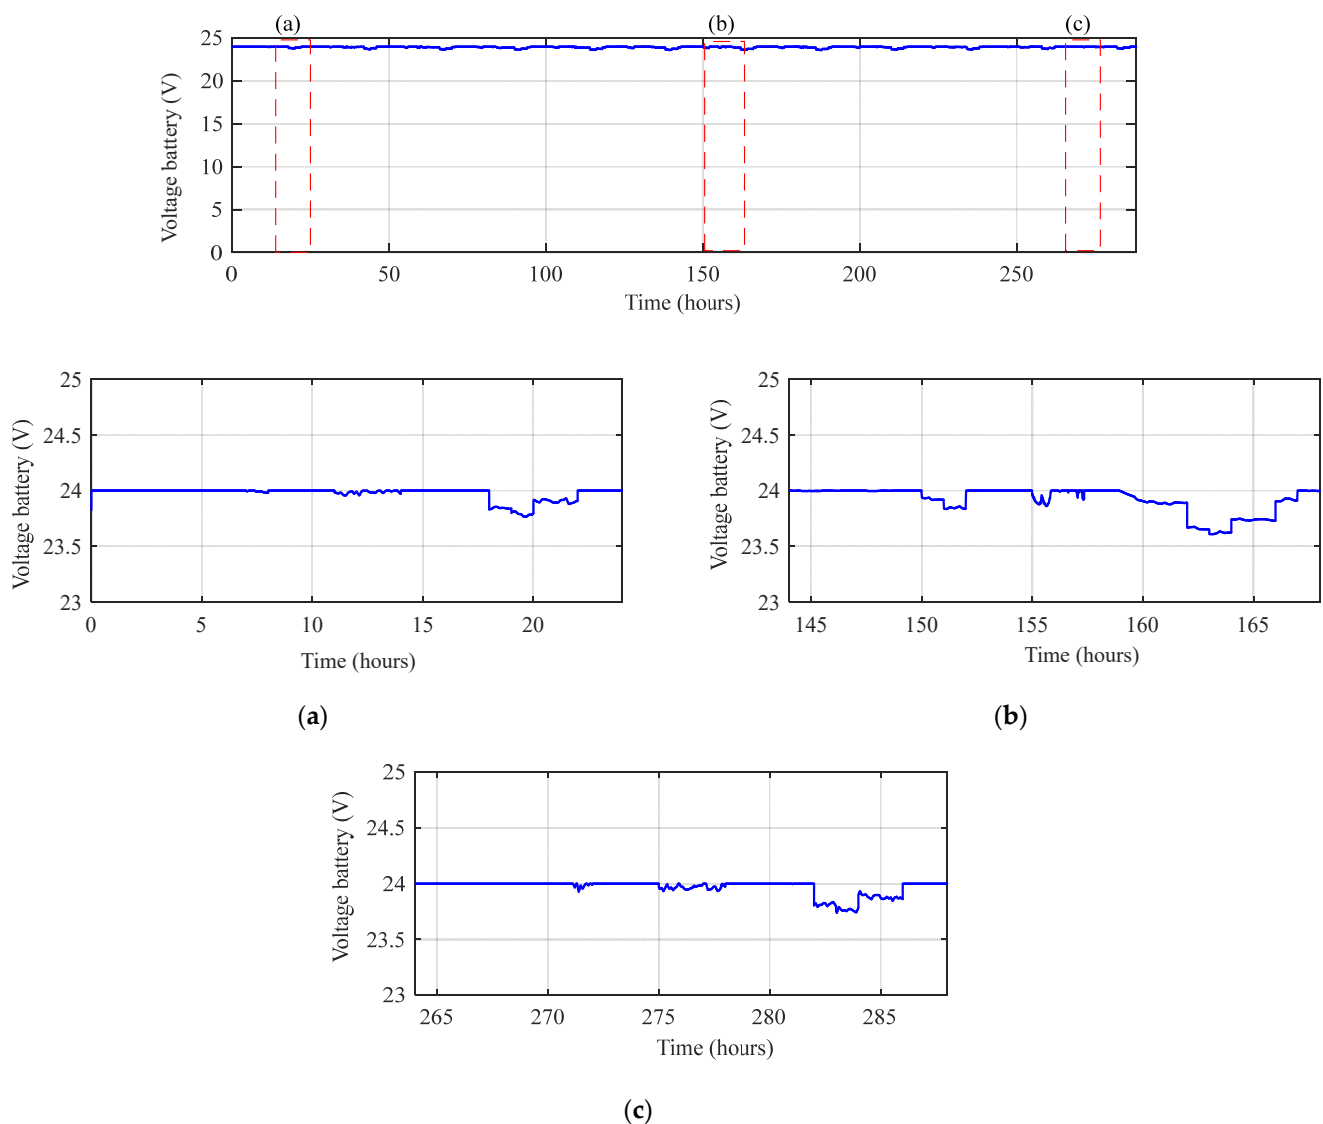 (a) (b) (c)
25
20
15
10
5
0
Voltage battery (V)
0 50 100 150 200 250
Time (hours)
25
24.5
24
23.5
23
Voltage battery (V)
0 5 10 15 20
Time (hours)
(a)
25
24.5
24
23.5
23
Voltage battery (V)
145 150 155 160 165
Time (hours)
(b)
25
24.5
24
23.5
23
Voltage battery (V)
265 270 275 280 285
Time (hours)
(c)